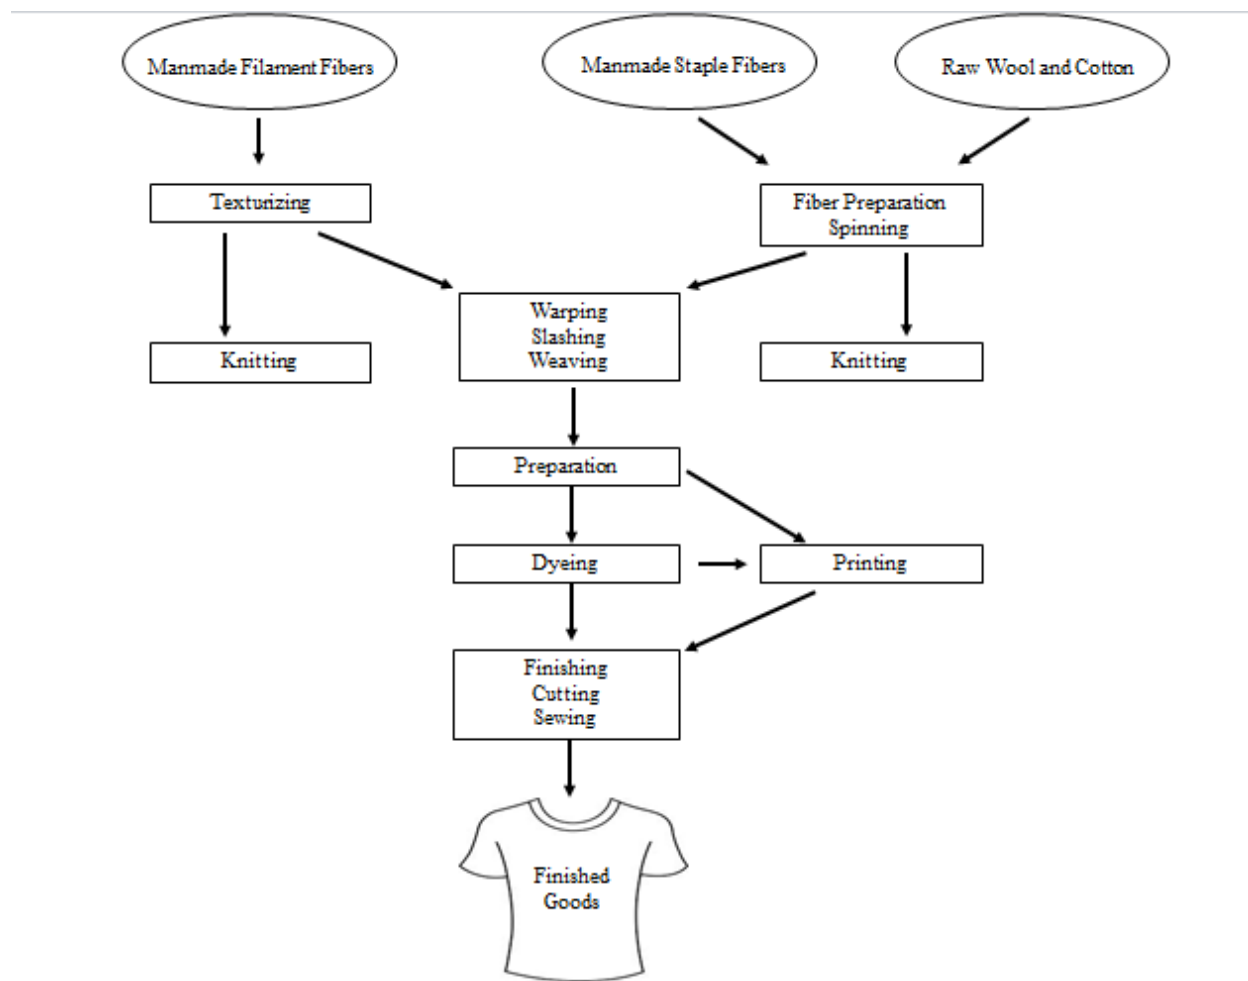 Manmade Filament Fibers
Manmade Staple Fibers
Raw Wool and Cotton
Texturizing
Fiber Preparation
Spinning
Warping
Slashing
Weaving
Knitting
Knitting
Preparation
Dyeing
Printing
Finishing
Cutting
Sewing
Finished
Goods